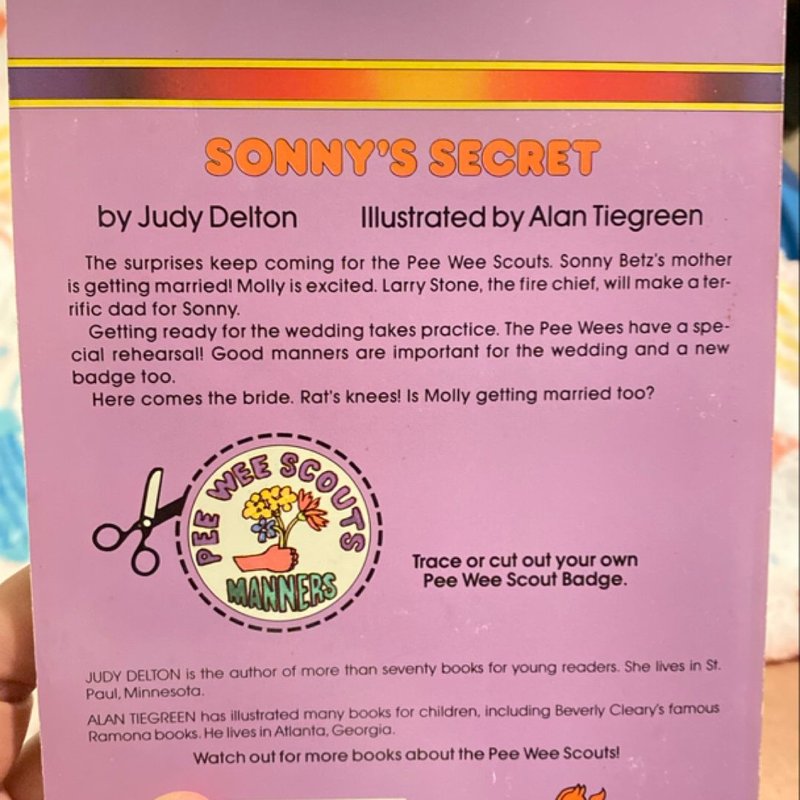 SONNY'S SECRET
by Judy Delton Illustrated by Alan Tiegreen
The surprises keep coming for the Pee Wee Scouts. Sonny Betz's mother
is getting married! Molly is excited. Larry Stone, the fire chief, will make a ter-
rific dad for Sonny.
Getting ready for the wedding takes practice. The Pee Wees have a spe-
cial rehearsal! Good manners are important for the wedding and a new
badge too.
Here comes the bride. Rat's knees! Is Molly getting married too?
PEE WEE SCOUTS
MANNERS
Trace or cut out your own
Pee Wee Scout Badge.
JUDY DELTON is the author of more than seventy books for young readers. She lives in St.
Paul, Minnesota.
ALAN TIEGREEN has illustrated many books for children, including Beverly Cleary's famous
Ramona books. He lives in Atlanta, Georgia.
Watch out for more books about the Pee Wee Scouts!